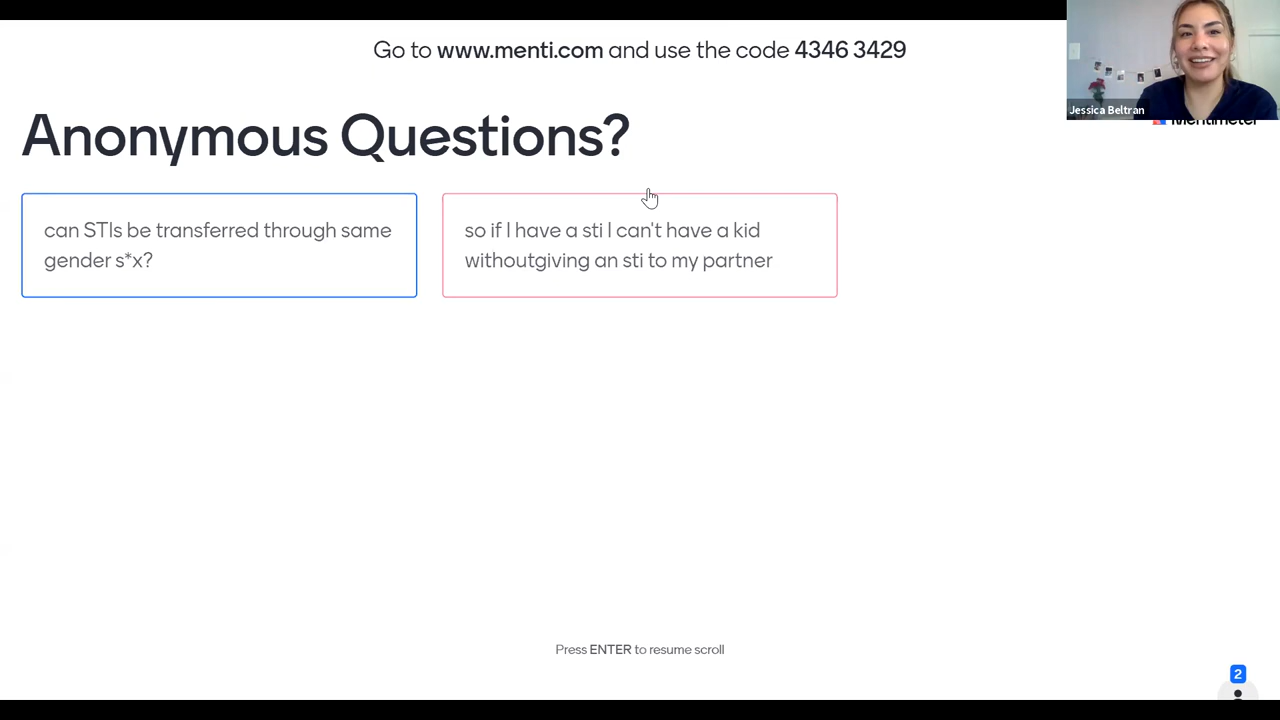 Go to www.menti.com and use the code 4346 3429
Jessica Beltran
Mentimeter
Anonymous Questions?
can STIs be transferred through same
gender s*x?
so if I have a sti I can't have a kid
withoutgiving an sti to my partner
Press ENTER to resume scroll
2